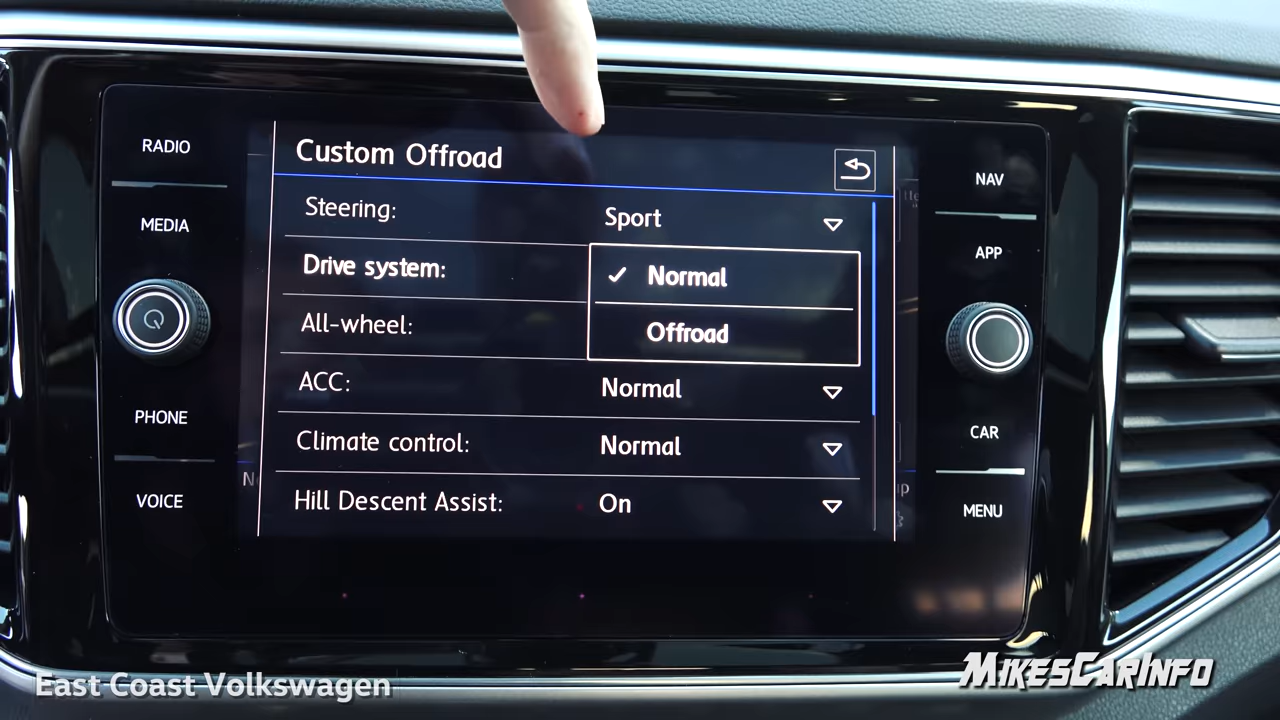 RADIO
MEDIA
PHONE
VOICE
Custom Offroad
Steering: Sport
Drive system: Normal
All-wheel: Offroad
ACC: Normal
Climate control: Normal
Hill Descent Assist: On
NAV
APP
CAR
MENU
East Coast Volkswagen
MIKESCARINFO